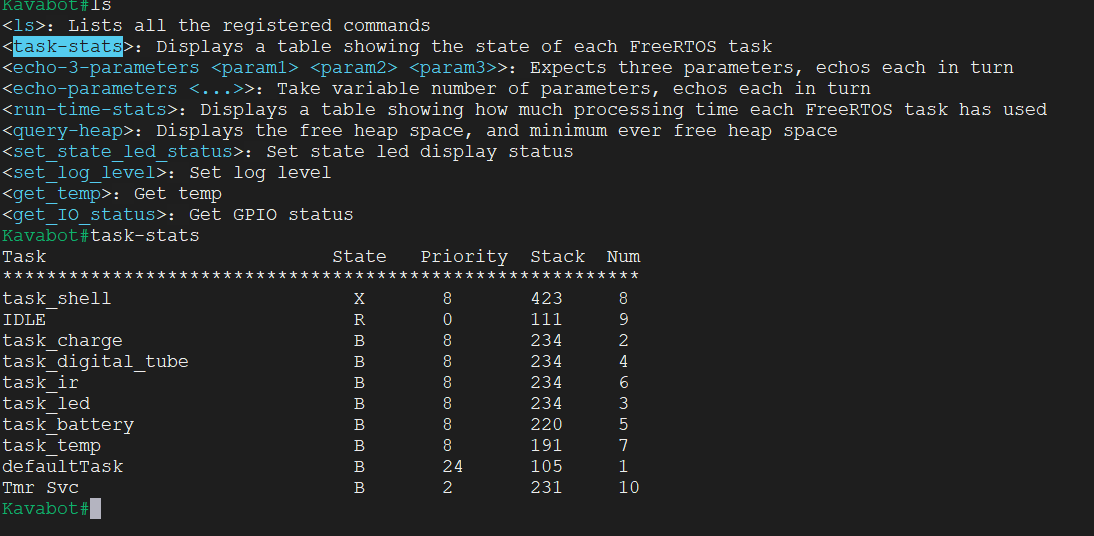 Kavabot#ls
<ls>: Lists all the registered commands
<task-stats>: Displays a table showing the state of each FreeRTOS task
<echo-3-parameters <param1> <param2> <param3>>: Expects three parameters, echos each in turn
<echo-parameters <...>>: Take variable number of parameters, echos each in turn
<run-time-stats>: Displays a table showing how much processing time each FreeRTOS task has used
<query-heap>: Displays the free heap space, and minimum ever free heap space
<set_state_led_status>: Set state led display status
<set_log_level>: Set log level
<get_temp>: Get temp
<get_IO_status>: Get GPIO status
Kavabot#task-stats
Task State Priority Stack Num
**********************************************************
task_shell X 8 423 8
IDLE R 0 111 9
task_charge B 8 234 2
task_digital_tube B 8 234 4
task_ir B 8 234 6
task_led B 8 234 3
task_battery B 8 220 5
task_temp B 8 191 7
defaultTask B 24 105 1
Tmr Svc B 2 231 10
Kavabot#